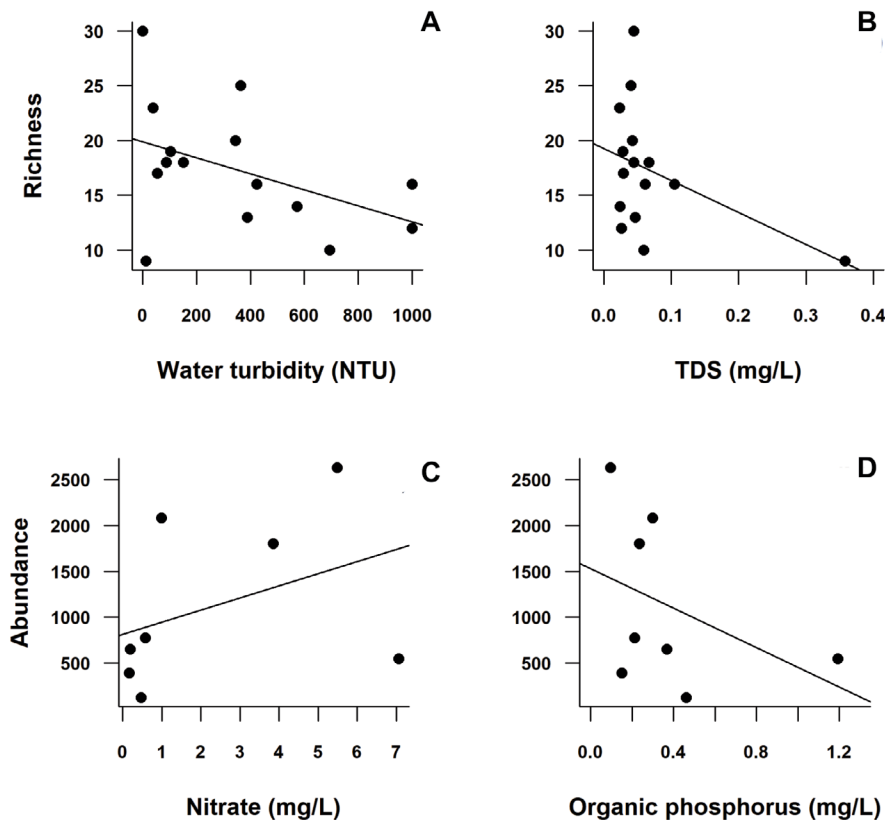 A
Richness
30
25
20
15
10
0 200 400 600 800 1000
Water turbidity (NTU)
B
30
25
20
15
10
0.0 0.1 0.2 0.3 0.4
TDS (mg/L)
C
Abundance
2500
2000
1500
1000
500
0 1 2 3 4 5 6 7
Nitrate (mg/L)
D
2500
2000
1500
1000
500
0.0 0.4 0.8 1.2
Organic phosphorus (mg/L)